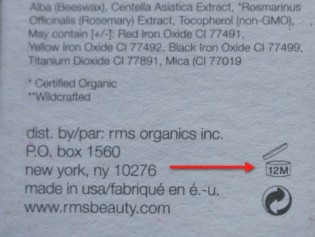 Alba (Beeswax), Centella Asiatica Extract, *Rosmarinus
Officinalis (Rosemary) Extract, Tocopherol (non-GMO),
May contain [+/-]: Red Iron Oxide CI 77491,
Yellow Iron Oxide CI 77492, Black Iron Oxide CI 77499,
Titanium Dioxide CI 77891, Mica (CI 77019
* Certified Organic
**Wildcrafted
dist. by/par: rms organics inc.
P.O. box 1560
new york, ny 10276
12M
made in usa/fabriqué en é.-u.
www.rmsbeauty.com